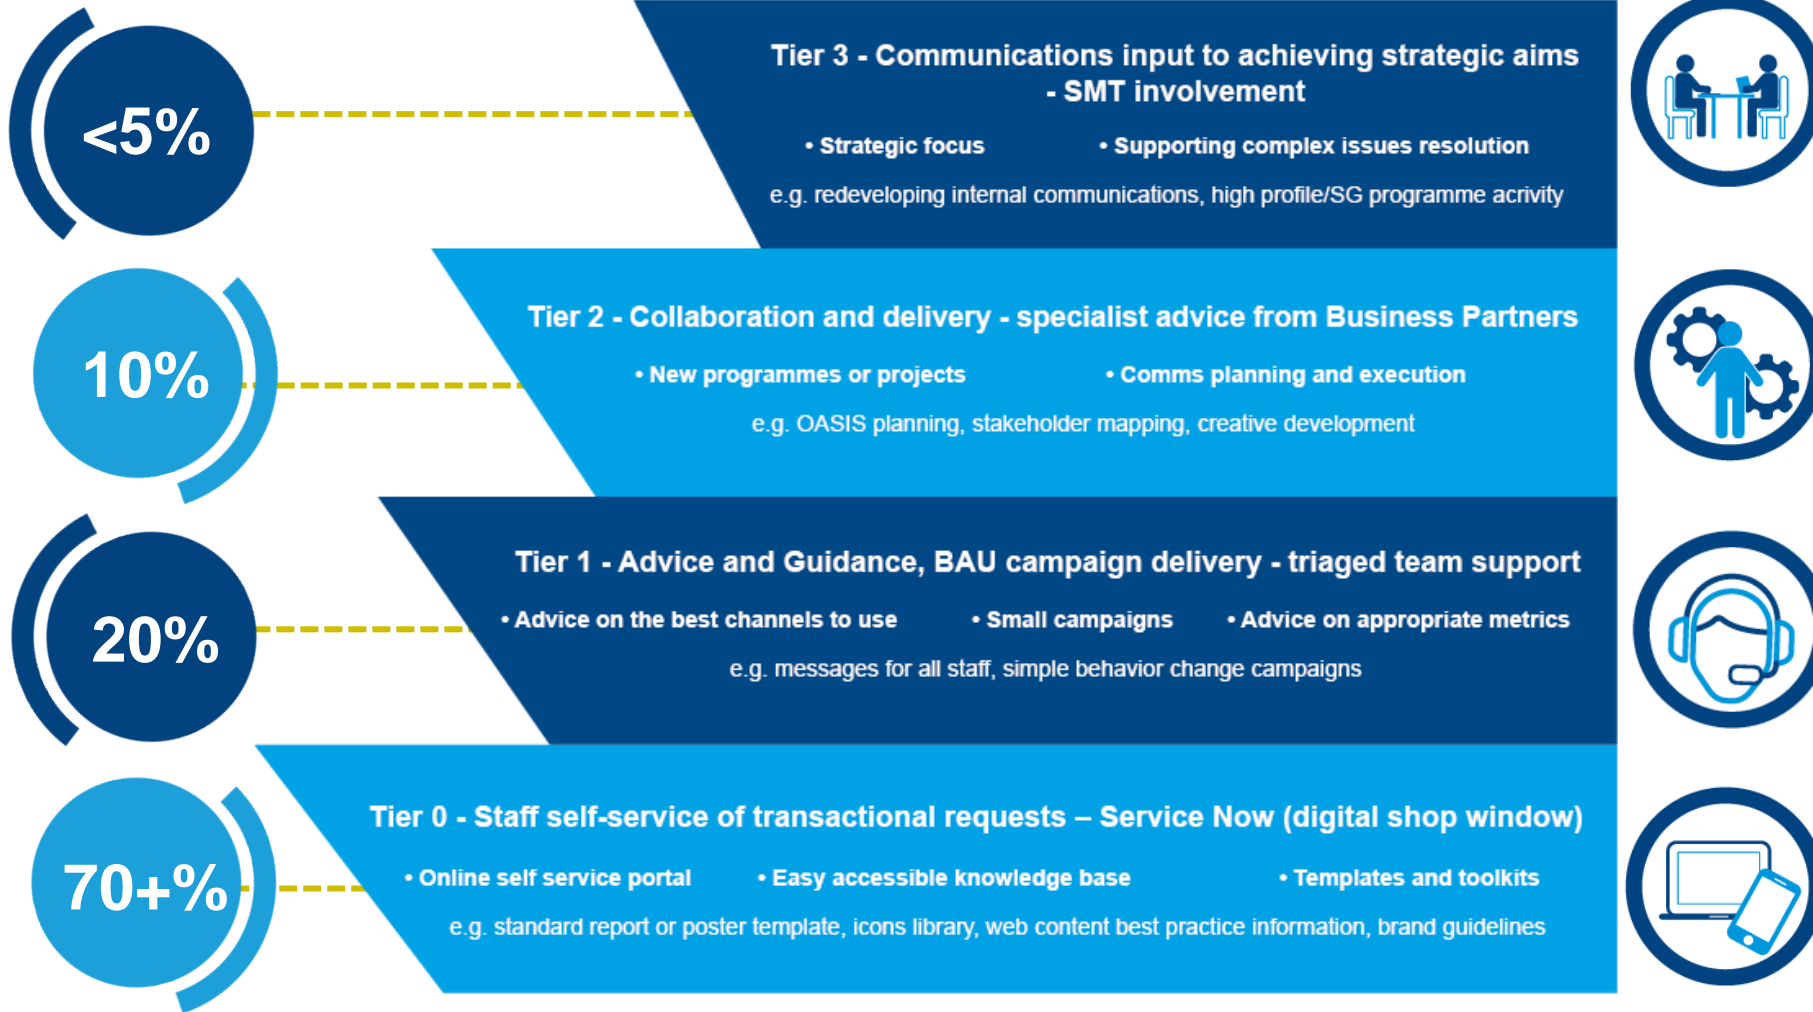 <5%
Tier 3 - Communications input to achieving strategic aims
- SMT involvement
• Strategic focus • Supporting complex issues resolution
e.g. redeveloping internal communications, high profile/SG programme acrivity
10%
Tier 2 - Collaboration and delivery - specialist advice from Business Partners
• New programmes or projects • Comms planning and execution
e.g. OASIS planning, stakeholder mapping, creative development
20%
Tier 1 - Advice and Guidance, BAU campaign delivery - triaged team support
• Advice on the best channels to use • Small campaigns • Advice on appropriate metrics
e.g. messages for all staff, simple behavior change campaigns
70+%
Tier 0 - Staff self-service of transactional requests – Service Now (digital shop window)
• Online self service portal • Easy accessible knowledge base • Templates and toolkits
e.g. standard report or poster template, icons library, web content best practice information, brand guidelines